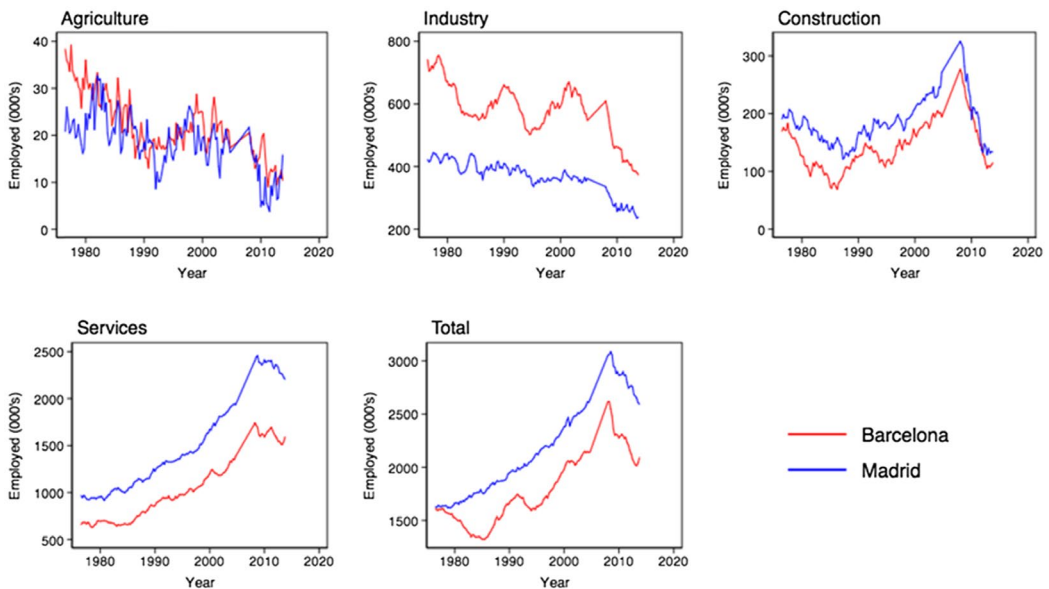 Agriculture
Employed (000's)
40
30
20
10
0
1980 1990 2000 2010 2020
Year
Industry
Employed (000's)
800
600
400
200
1980 1990 2000 2010 2020
Year
Construction
Employed (000's)
300
200
100
0
1980 1990 2000 2010 2020
Year
Services
Employed (000's)
2500
2000
1500
1000
500
1980 1990 2000 2010 2020
Year
Total
Employed (000's)
3000
2500
2000
1500
1980 1990 2000 2010 2020
Year
Barcelona
Madrid